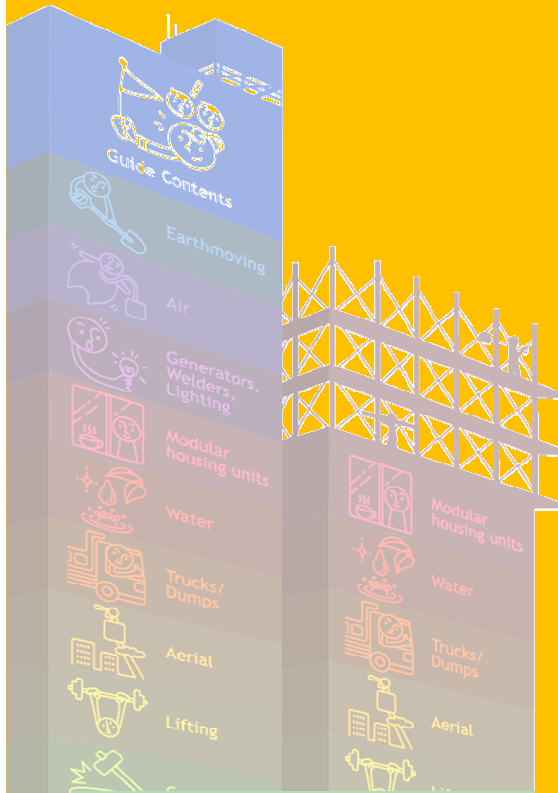 Guide Contents
Earthmoving
Air
Generators,
Welders,
Lighting
Modular
housing units
Water
Trucks/
Dumps
Aerial
Lifting
Modular
housing units
Water
Trucks/
Dumps
Aerial